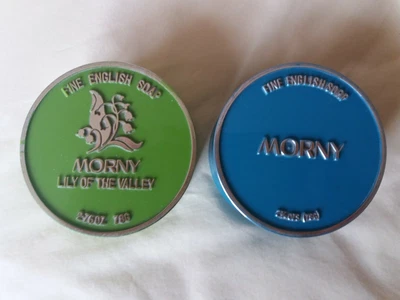 FINE ENGLISH SOAP
MORNY
LILY OF THE VALLEY
FINE ENGLISH SOAP
MORNY